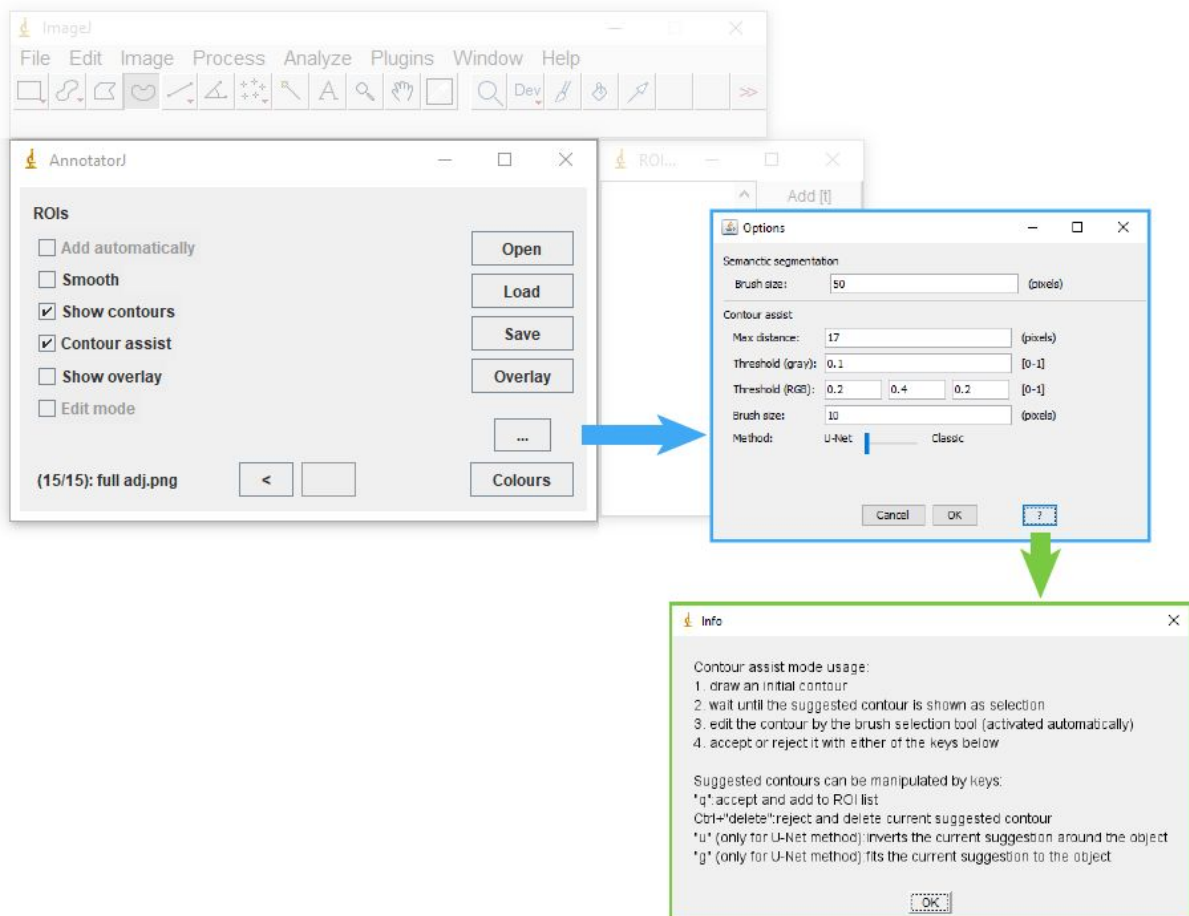 ImageJ
File Edit Image Process Analyze Plugins Window Help
A Dev >>
AnnotatorJ
ROIs
Add automatically
Smooth
Show contours
Contour assist
Show overlay
Edit mode
Open
Load
Save
Overlay
...
(15/15): full adj.png < Colours
ROI...
Add [t]
Options
Semanctic segmentation
Brush size: 50 (pixels)
Contour assist
Max distance: 17 (pixels)
Threshold (gray): 0.1 [0-1]
Threshold (RGB): 0.2 0.4 0.2 [0-1]
Brush size: 10 (pixels)
Method: U-Net Classic
Cancel OK ?
Info
Contour assist mode usage:
1. draw an initial contour
2. wait until the suggested contour is shown as selection
3. edit the contour by the brush selection tool (activated automatically)
4. accept or reject it with either of the keys below
Suggested contours can be manipulated by keys:
"q":accept and add to ROI list
Ctrl+"delete":reject and delete current suggested contour
"u" (only for U-Net method):inverts the current suggestion around the object
"g" (only for U-Net method):fits the current suggestion to the object
OK